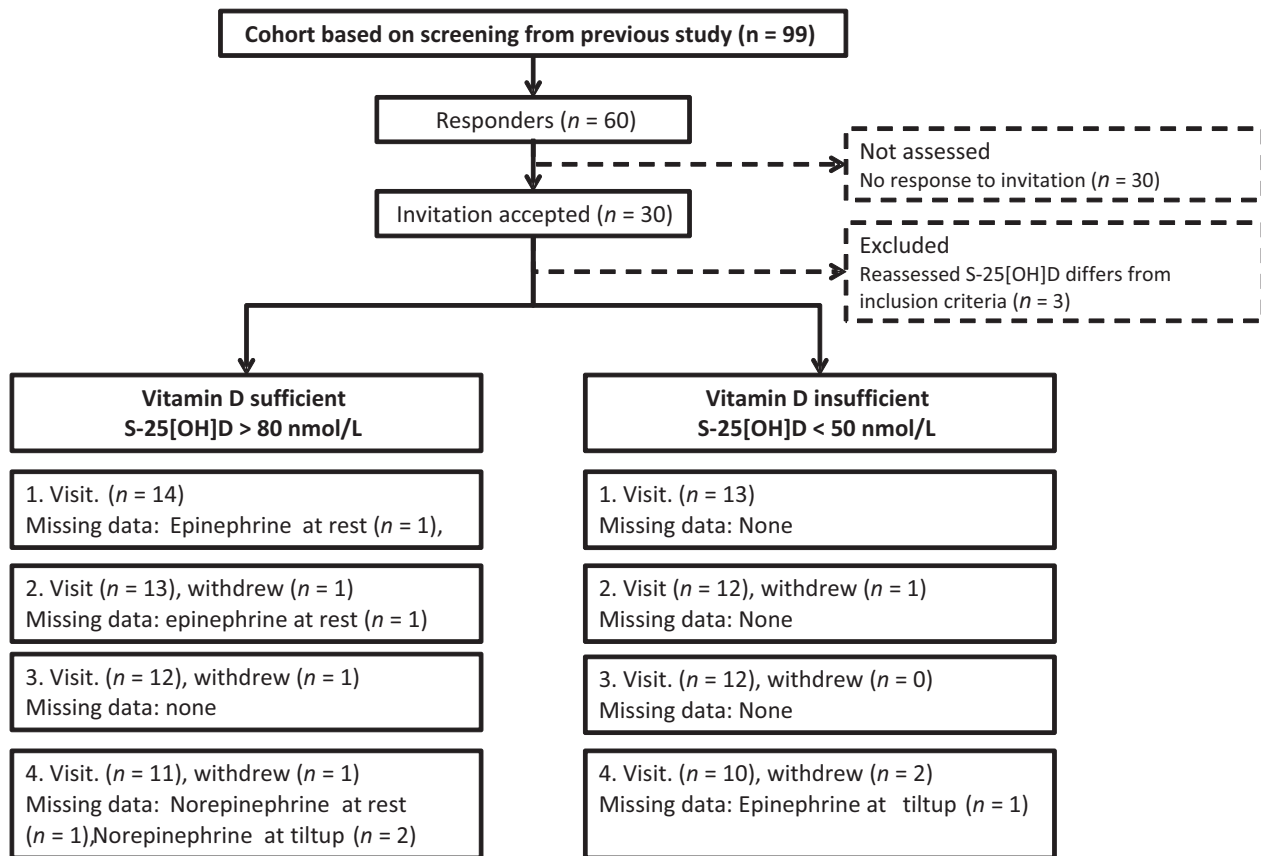 Cohort based on screening from previous study (n = 99)
Responders (n = 60)
Not assessed
No response to invitation (n = 30)
Invitation accepted (n = 30)
Excluded
Reassessed S-25[OH]D differs from
inclusion criteria (n = 3)
Vitamin D sufficient
S-25[OH]D > 80 nmol/L
1. Visit. (n = 14)
Missing data: Epinephrine at rest (n = 1),
2. Visit (n = 13), withdrew (n = 1)
Missing data: epinephrine at rest (n = 1)
3. Visit. (n = 12), withdrew (n = 1)
Missing data: none
4. Visit. (n = 11), withdrew (n = 1)
Missing data: Norepinephrine at rest
(n = 1),Norepinephrine at tiltup (n = 2)
Vitamin D insufficient
S-25[OH]D < 50 nmol/L
1. Visit. (n = 13)
Missing data: None
2. Visit (n = 12), withdrew (n = 1)
Missing data: None
3. Visit. (n = 12), withdrew (n = 0)
Missing data: None
4. Visit. (n = 10), withdrew (n = 2)
Missing data: Epinephrine at tiltup (n = 1)